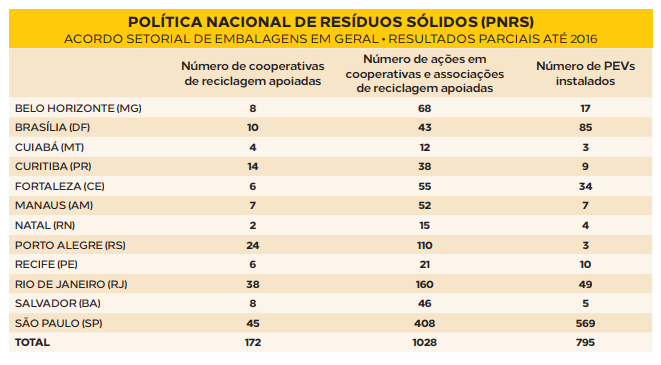 POLÍTICA NACIONAL DE RESÍDUOS SÓLIDOS (PNRS)
ACORDO SETORIAL DE EMBALAGENS EM GERAL • RESULTADOS PARCIAIS ATÉ 2016
Número de cooperativas de reciclagem apoiadas
Número de ações em cooperativas e associações de reciclagem apoiadas
Número de PEVs instalados
BELO HORIZONTE (MG) 8 68 17
BRASÍLIA (DF) 10 43 85
CUIABÁ (MT) 4 12 3
CURITIBA (PR) 14 38 9
FORTALEZA (CE) 6 55 34
MANAUS (AM) 7 52 7
NATAL (RN) 2 15 4
PORTO ALEGRE (RS) 24 110 3
RECIFE (PE) 6 21 10
RIO DE JANEIRO (RJ) 38 160 49
SALVADOR (BA) 8 46 5
SÃO PAULO (SP) 45 408 569
TOTAL 172 1028 795